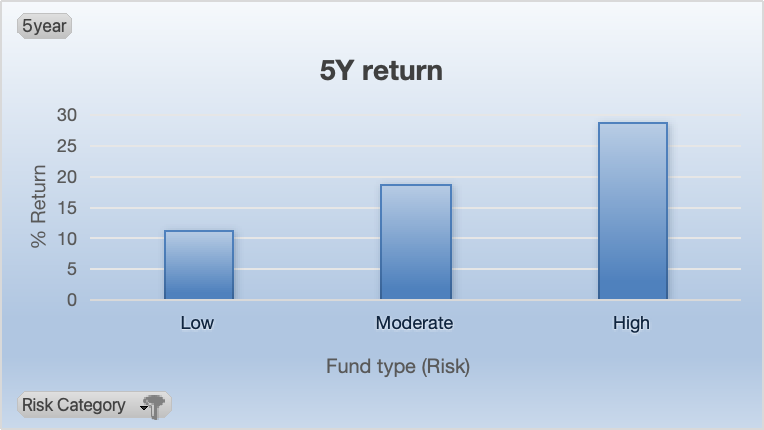 5year
5Y return
30
25
20
15
10
5
0
% Return
Low Moderate High
Fund type (Risk)
Risk Category